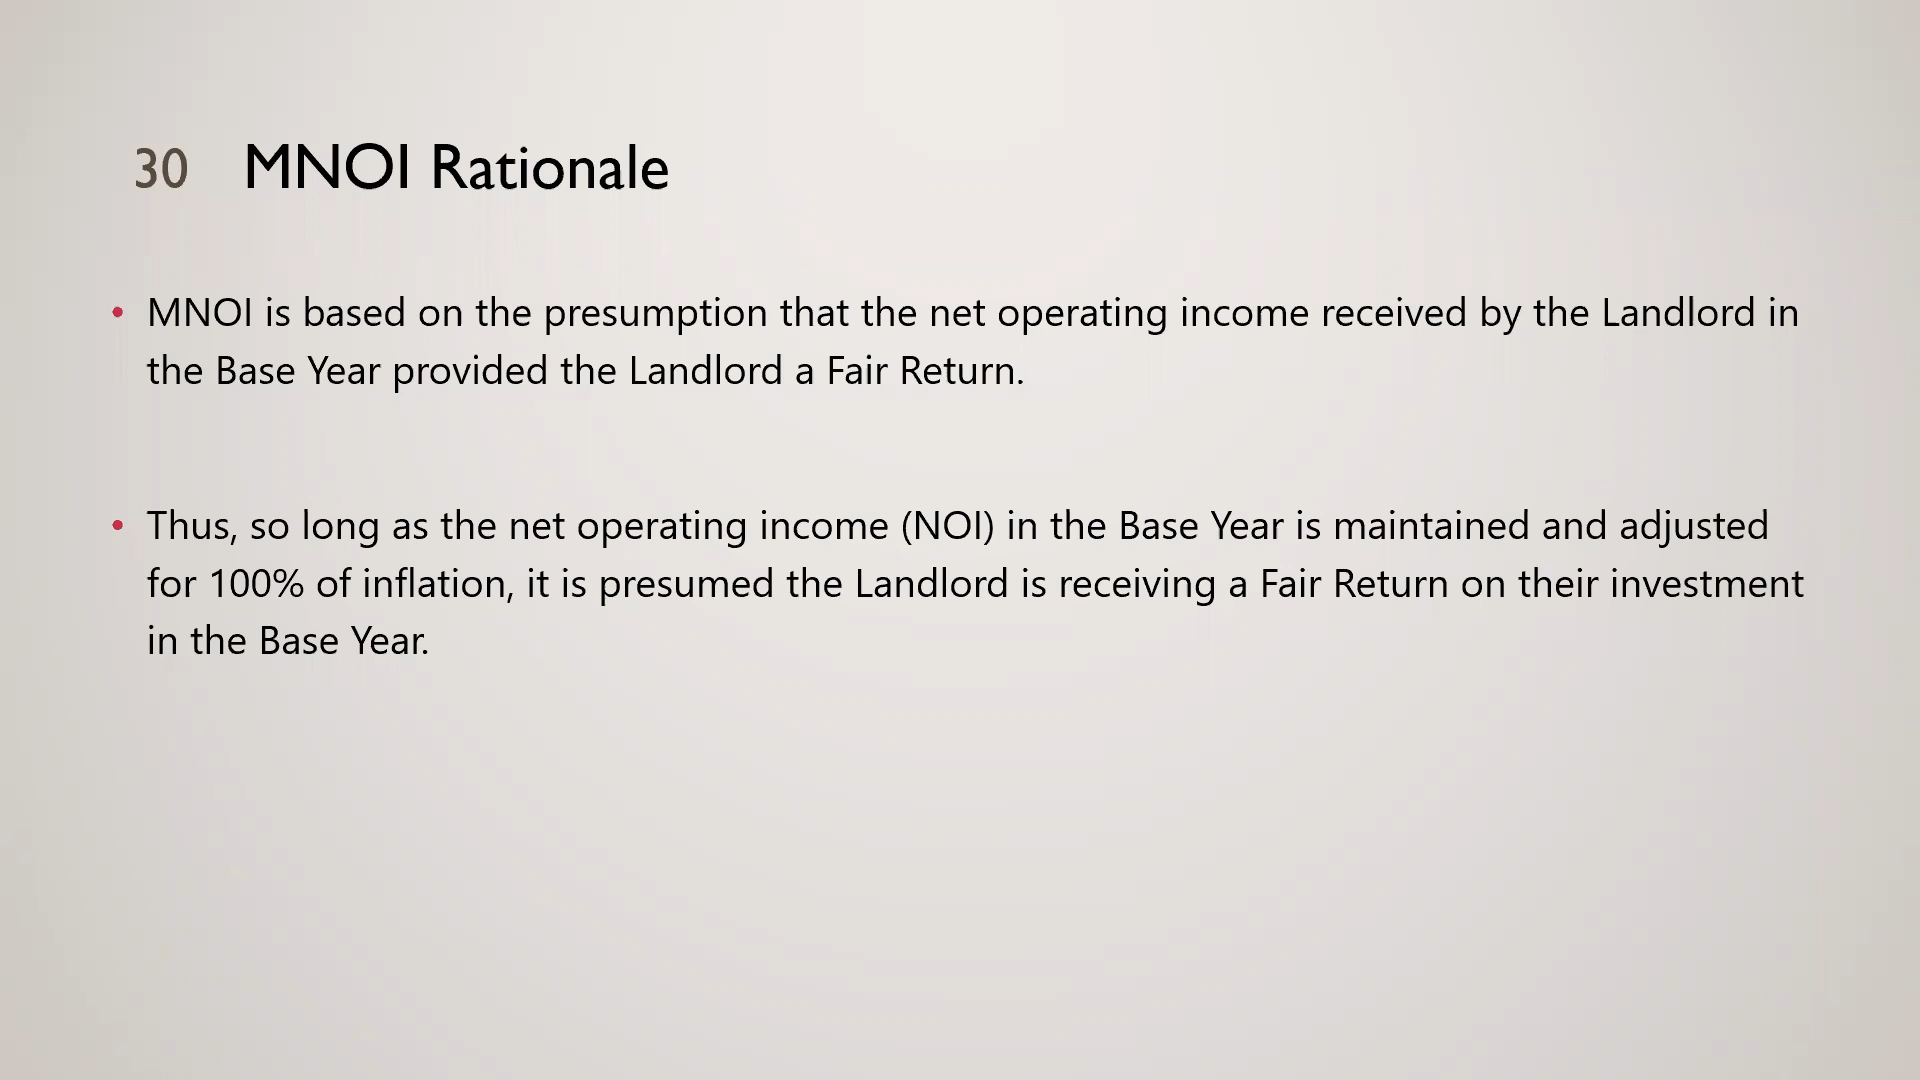 30 MNOI Rationale
• MNOI is based on the presumption that the net operating income received by the Landlord in
the Base Year provided the Landlord a Fair Return.
• Thus, so long as the net operating income (NOI) in the Base Year is maintained and adjusted
for 100% of inflation, it is presumed the Landlord is receiving a Fair Return on their investment
in the Base Year.